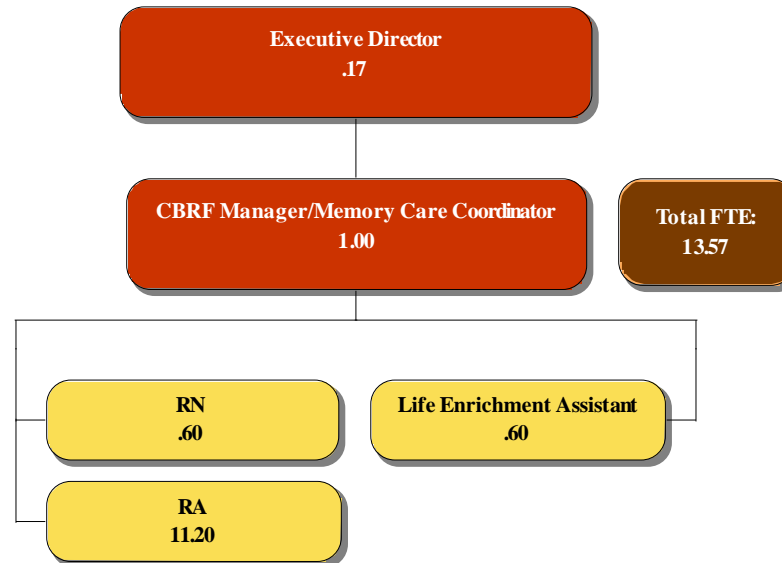 Executive Director
.17
CBRF Manager/Memory Care Coordinator
1.00
Total FTE:
13.57
RN
.60
Life Enrichment Assistant
.60
RA
11.20